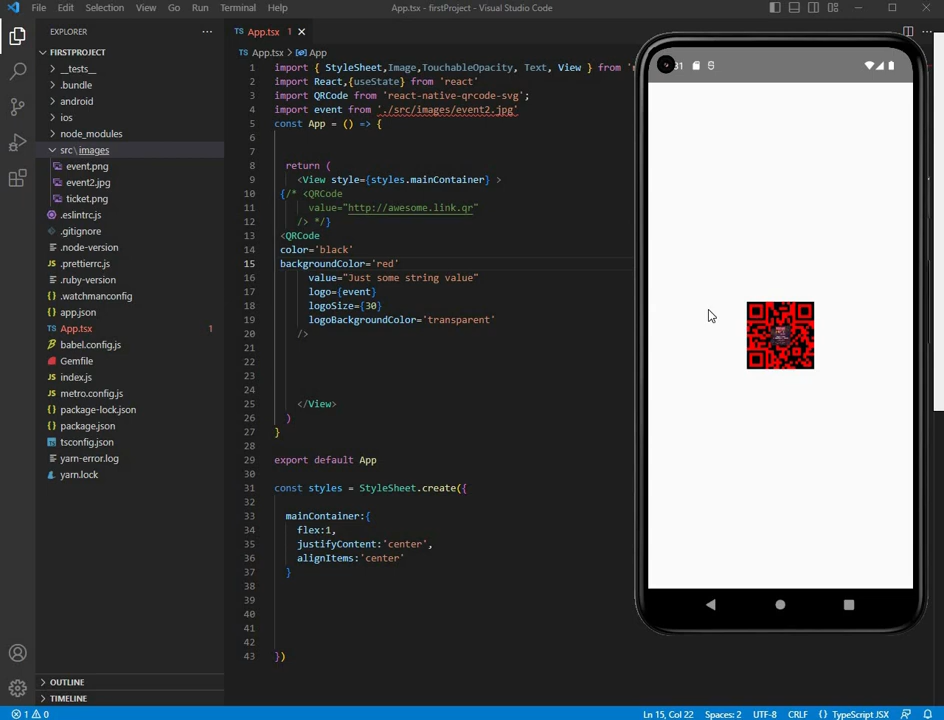 File Edit Selection View Go Run Terminal Help App.tsx - firstProject - Visual Studio Code
EXPLORER
FIRSTPROJECT
__tests__
.bundle
android
ios
node_modules
src\images
event.png
event2.jpg
ticket.png
.eslintrc.js
.gitignore
.node-version
.prettierrc.js
.ruby-version
.watchmanconfig
app.json
App.tsx 1
babel.config.js
Gemfile
index.js
metro.config.js
package-lock.json
package.json
tsconfig.json
yarn-error.log
yarn.lock
OUTLINE
TIMELINE
TS App.tsx 1
TS App.tsx > App
1 import { StyleSheet,Image,TouchableOpacity, Text, View } from
2 import React,{useState} from 'react'
3 import QRCode from 'react-native-qrcode-svg';
4 import event from './src/images/event2.jpg'
5 const App = () => {
6
7
8 return (
9 <View style={styles.mainContainer} >
10 {/* <QRCode
11 value="http://awesome.link.qr"
12 /> */}
13 <QRCode
14 color='black'
15 backgroundColor='red'
16 value="Just some string value"
17 logo={event}
18 logoSize={30}
19 logoBackgroundColor='transparent'
20 />
21
22
23
24
25 </View>
26 )
27 }
28
29 export default App
30
31 const styles = StyleSheet.create({
32
33 mainContainer:{
34 flex:1,
35 justifyContent:'center',
36 alignItems:'center'
37 }
38
39
40
41
42
43 })
1 0 Ln 15, Col 22 Spaces: 2 UTF-8 CRLF {} TypeScript JSX